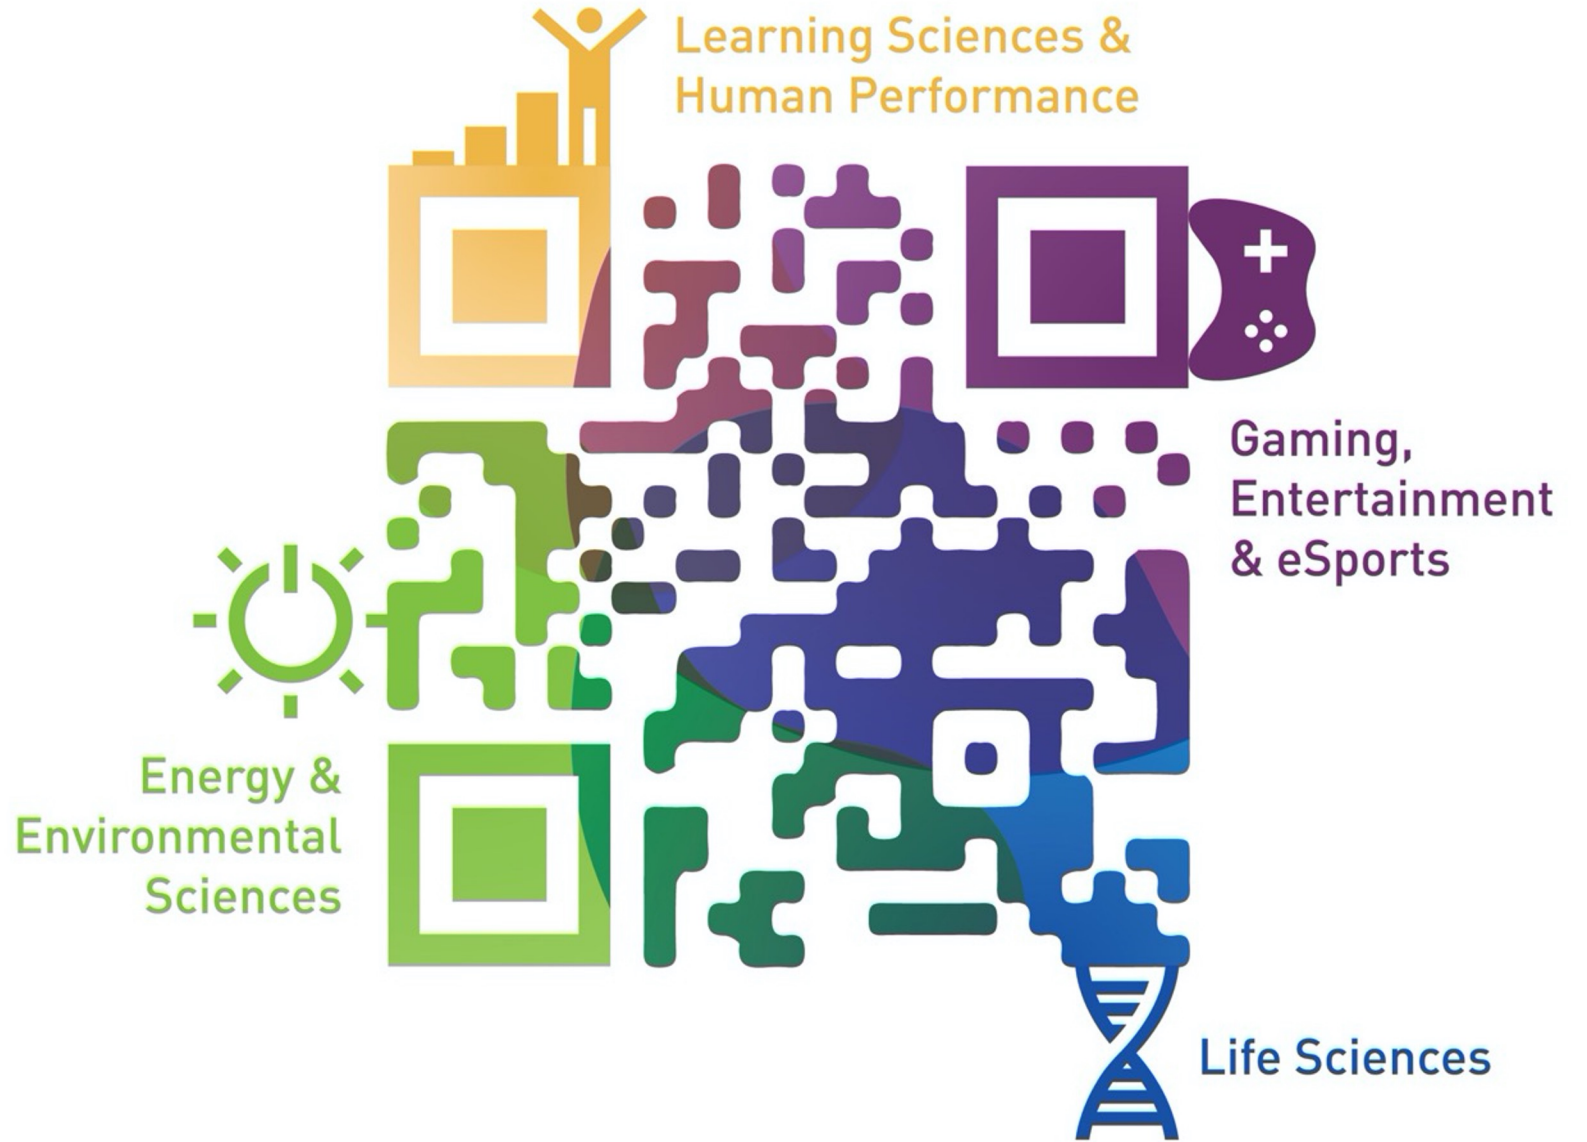 Learning Sciences &
Human Performance
Gaming,
Entertainment
& eSports
Energy &
Environmental
Sciences
Life Sciences